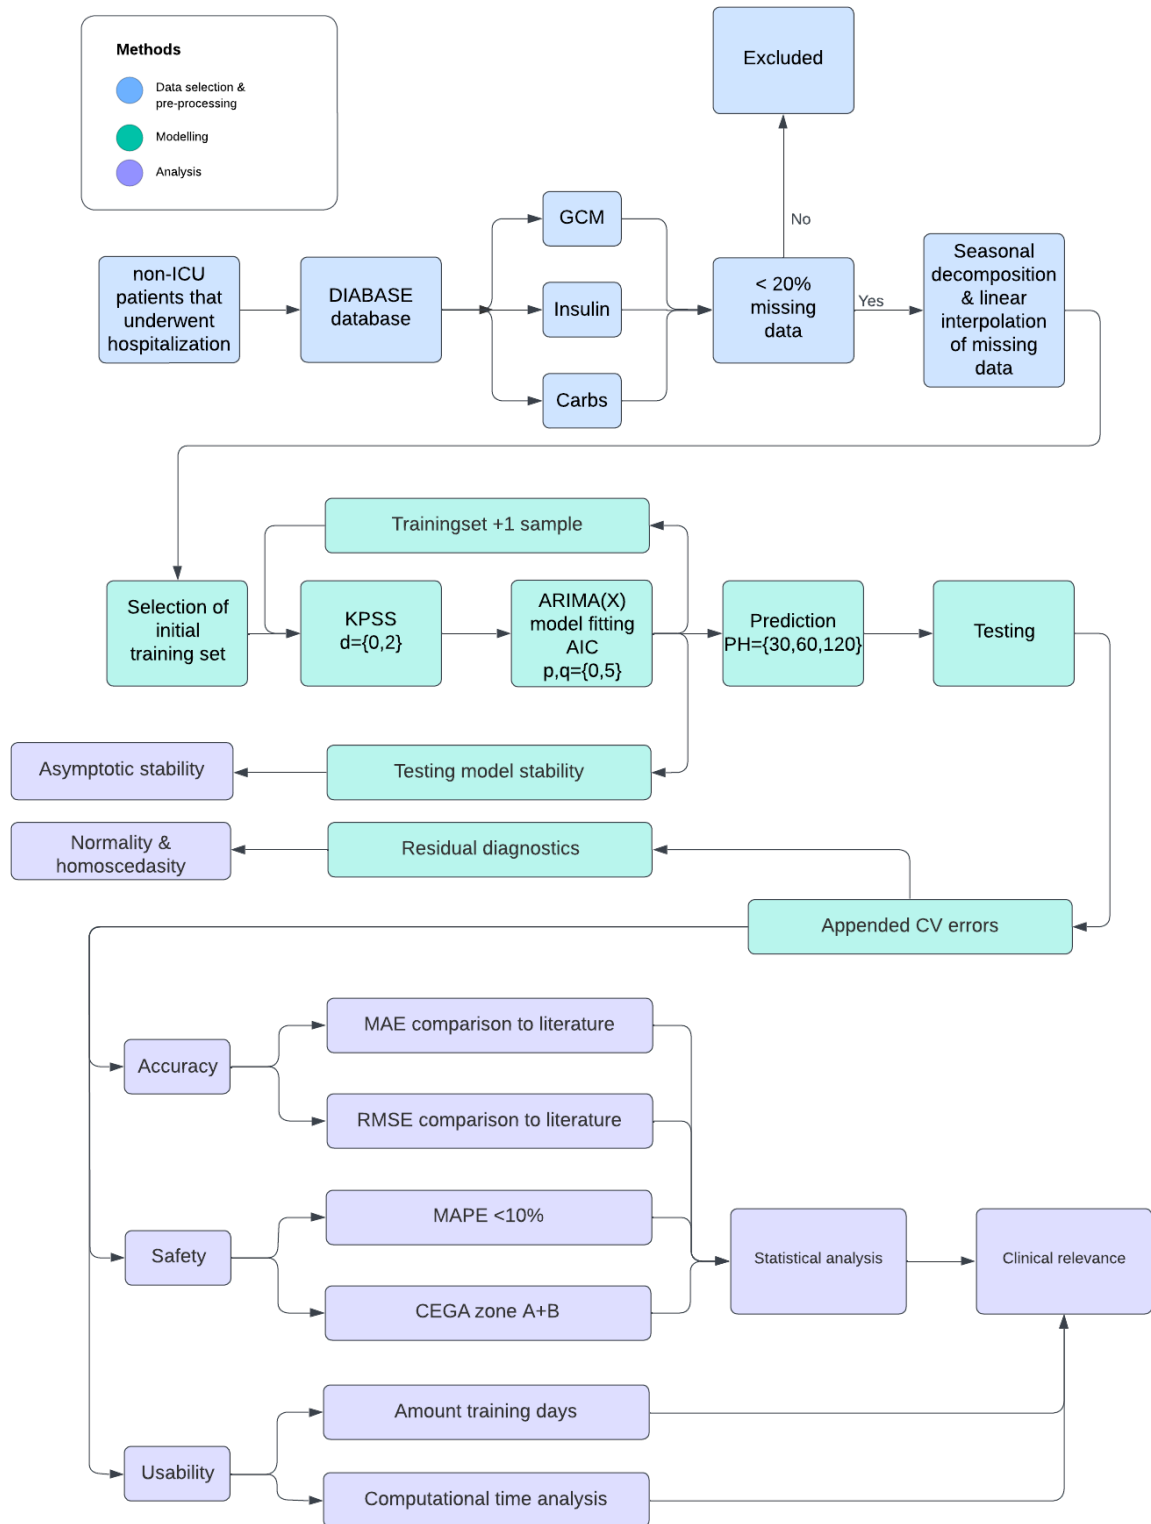 Methods
Data selection &
pre-processing
Modelling
Analysis
Excluded
No
GCM
non-ICU
patients that
underwent
hospitalization
DIABASE
database
Insulin
< 20%
missing
data
Yes
Seasonal
decomposition
& linear
interpolation
of missing
data
Carbs
Trainingset +1 sample
Selection of
initial
training set
KPSS
d={0,2}
ARIMA(X)
model fitting
AIC
p,q={0,5}
Prediction
PH={30,60,120}
Testing
Asymptotic stability
Testing model stability
Normality &
homoscedasity
Residual diagnostics
Appended CV errors
MAE comparison to literature
Accuracy
RMSE comparison to literature
MAPE <10%
Safety
Statistical analysis
Clinical relevance
CEGA zone A+B
Amount training days
Usability
Computational time analysis